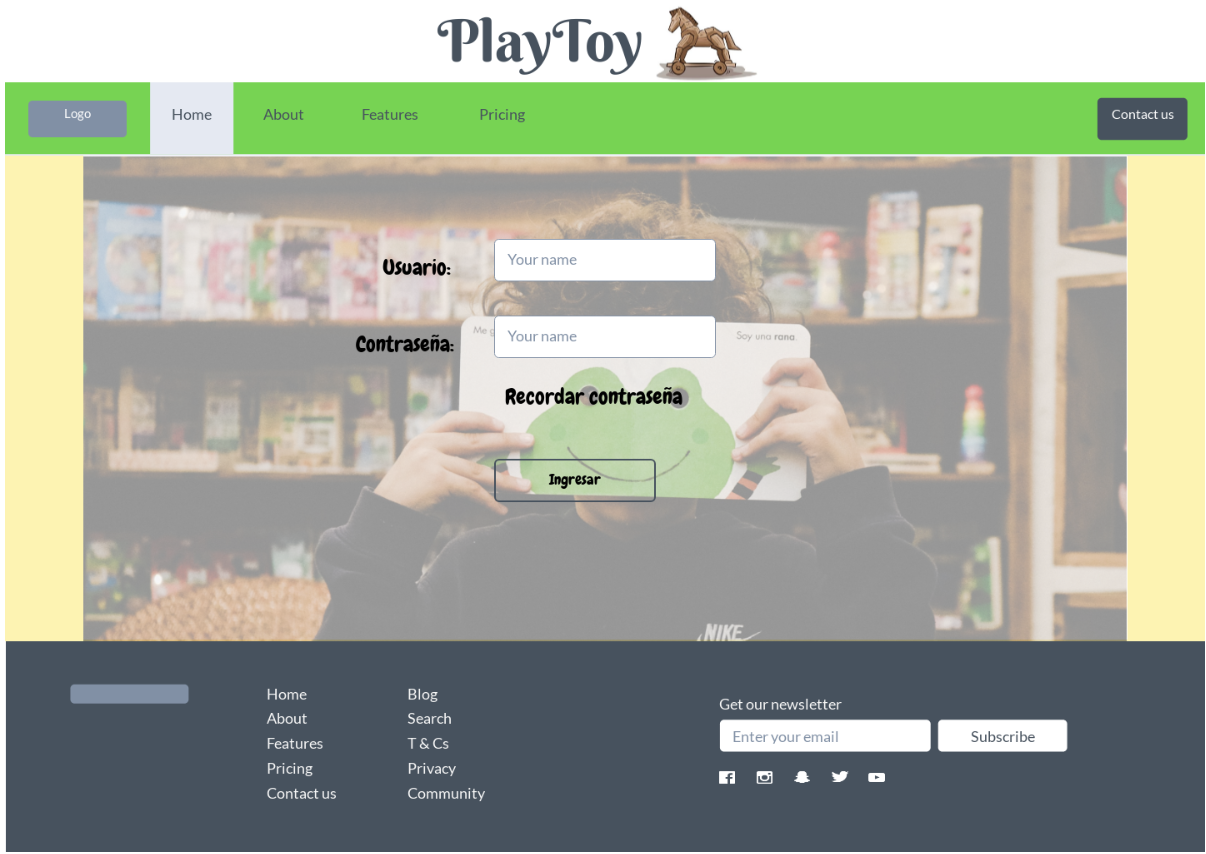 PlayToy
Logo
Home
About
Features
Pricing
Contact us
Usuario:
Your name
Me
Soy una rana.
Contraseña:
Your name
Recordar contraseña
Ingresar
NIKE
Home
About
Features
Pricing
Contact us
Blog
Search
T & Cs
Privacy
Community
Get our newsletter
Enter your email
Subscribe